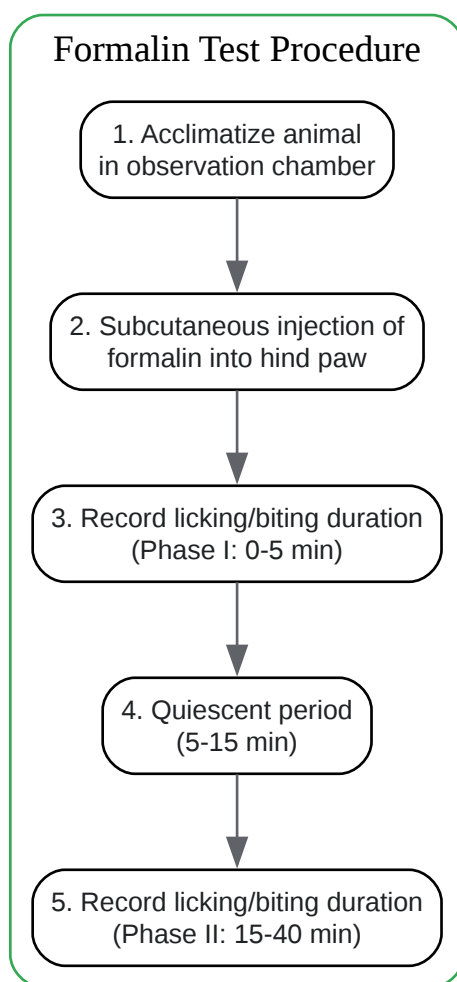 Formalin Test Procedure
1. Acclimatize animal
in observation chamber
2. Subcutaneous injection of
formalin into hind paw
3. Record licking/biting duration
(Phase I: 0-5 min)
4. Quiescent period
(5-15 min)
5. Record licking/biting duration
(Phase II: 15-40 min)